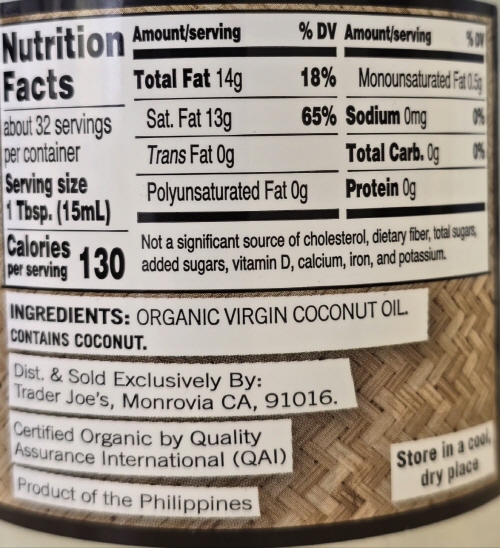 Nutrition
Facts
about 32 servings
per container
Serving size
1 Tbsp. (15mL)
Calories
per serving 130
Amount/serving % DV
Total Fat 14g 18%
Sat. Fat 13g 65%
Trans Fat 0g
Polyunsaturated Fat 0g
Amount/serving % DV
Monounsaturated Fat 0.5g
Sodium 0mg 0%
Total Carb. 0g 0%
Protein 0g
Not a significant source of cholesterol, dietary fiber, total sugars,
added sugars, vitamin D, calcium, iron, and potassium.
INGREDIENTS: ORGANIC VIRGIN COCONUT OIL.
CONTAINS COCONUT.
Dist. & Sold Exclusively By:
Trader Joe's, Monrovia CA, 91016.
Certified Organic by Quality
Assurance International (QAI)
Product of the Philippines
Store in a cool,
dry place